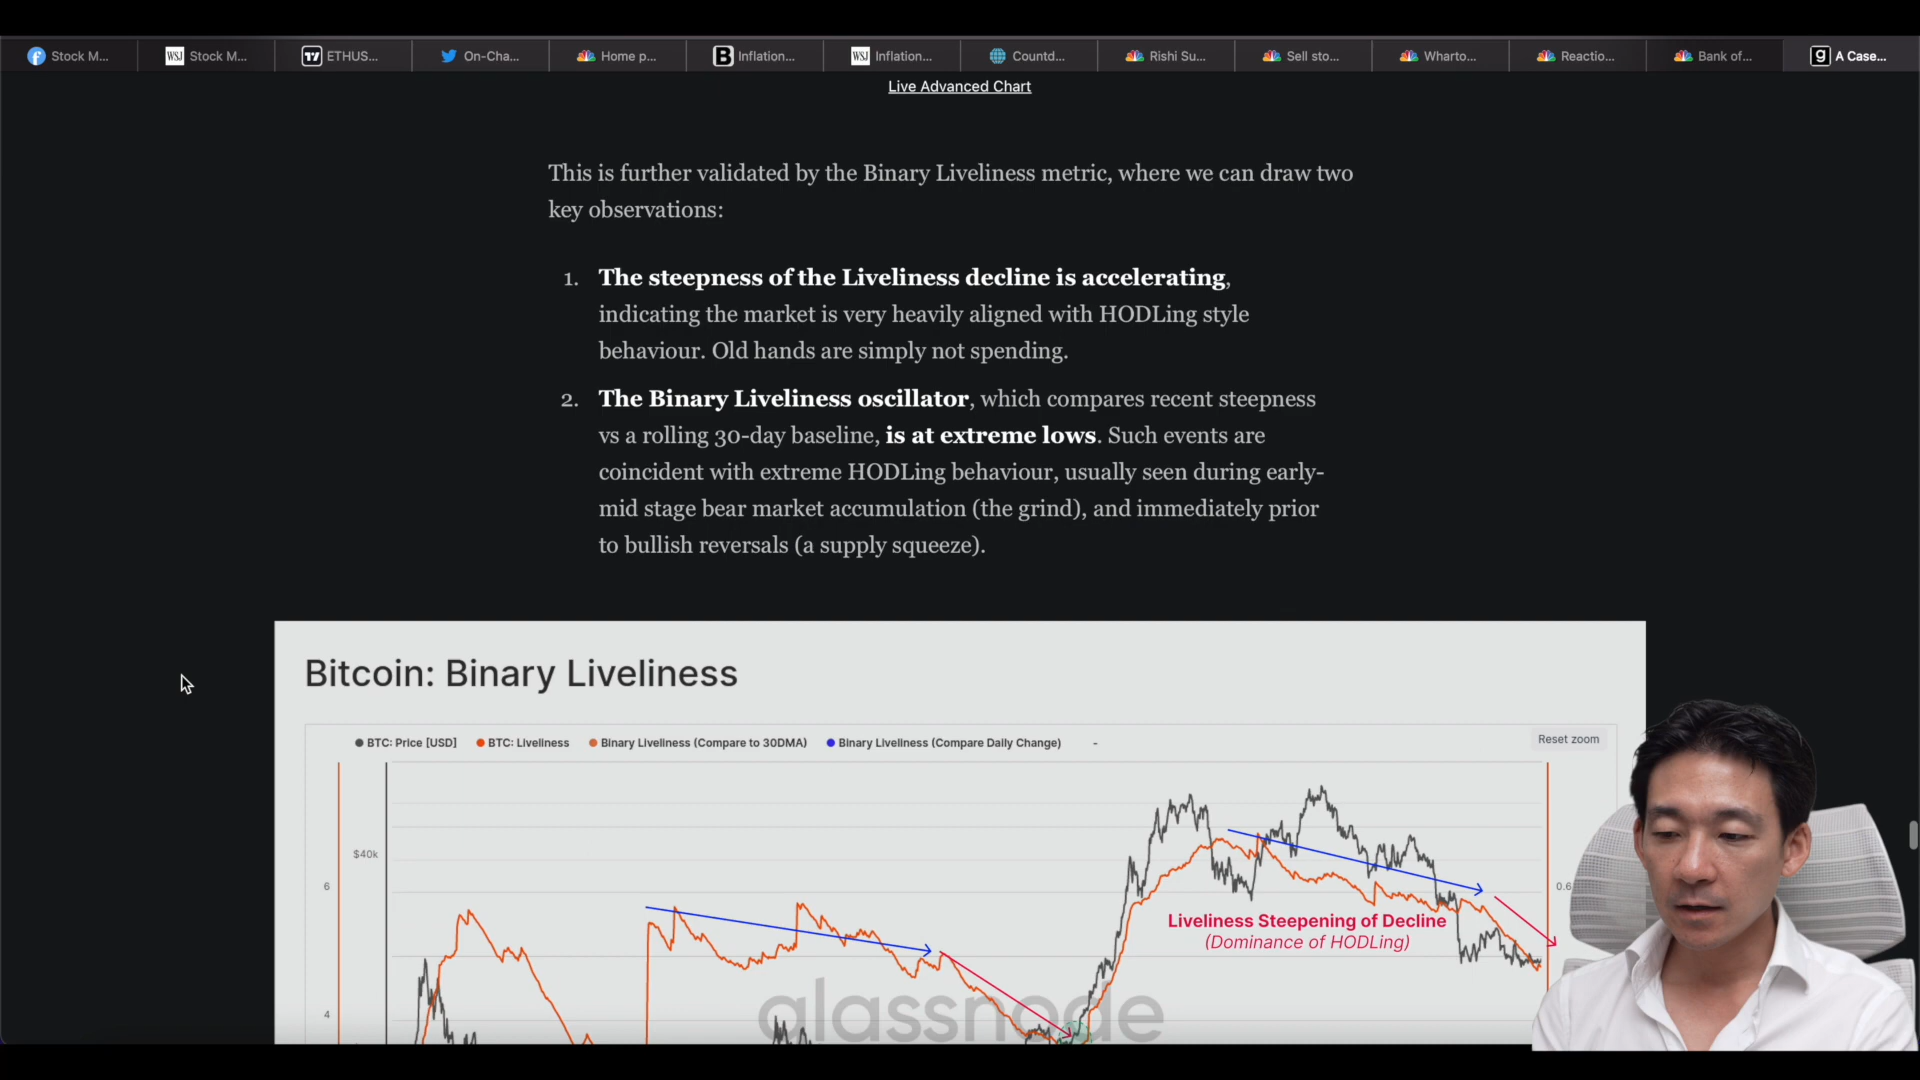 Stock M...
WSJ
Stock M...
ETHUS...
On-Cha...
Home p...
B
Inflation...
WSJ
Inflation...
Countd...
Rishi Su...
Sell sto...
Wharto...
Reactio...
Bank of...
g
A Case...
Live Advanced Chart
This is further validated by the Binary Liveliness metric, where we can draw two
key observations:
1. The steepness of the Liveliness decline is accelerating,
indicating the market is very heavily aligned with HODLing style
behaviour. Old hands are simply not spending.
2. The Binary Liveliness oscillator, which compares recent steepness
vs a rolling 30-day baseline, is at extreme lows. Such events are
coincident with extreme HODLing behaviour, usually seen during early-
mid stage bear market accumulation (the grind), and immediately prior
to bullish reversals (a supply squeeze).
Bitcoin: Binary Liveliness
BTC: Price [USD]
BTC: Liveliness
Binary Liveliness (Compare to 30DMA)
Binary Liveliness (Compare Daily Change)
-
Reset zoom
$40k
6
0.6
Liveliness Steepening of Decline
(Dominance of HODLing)
4
glassnode